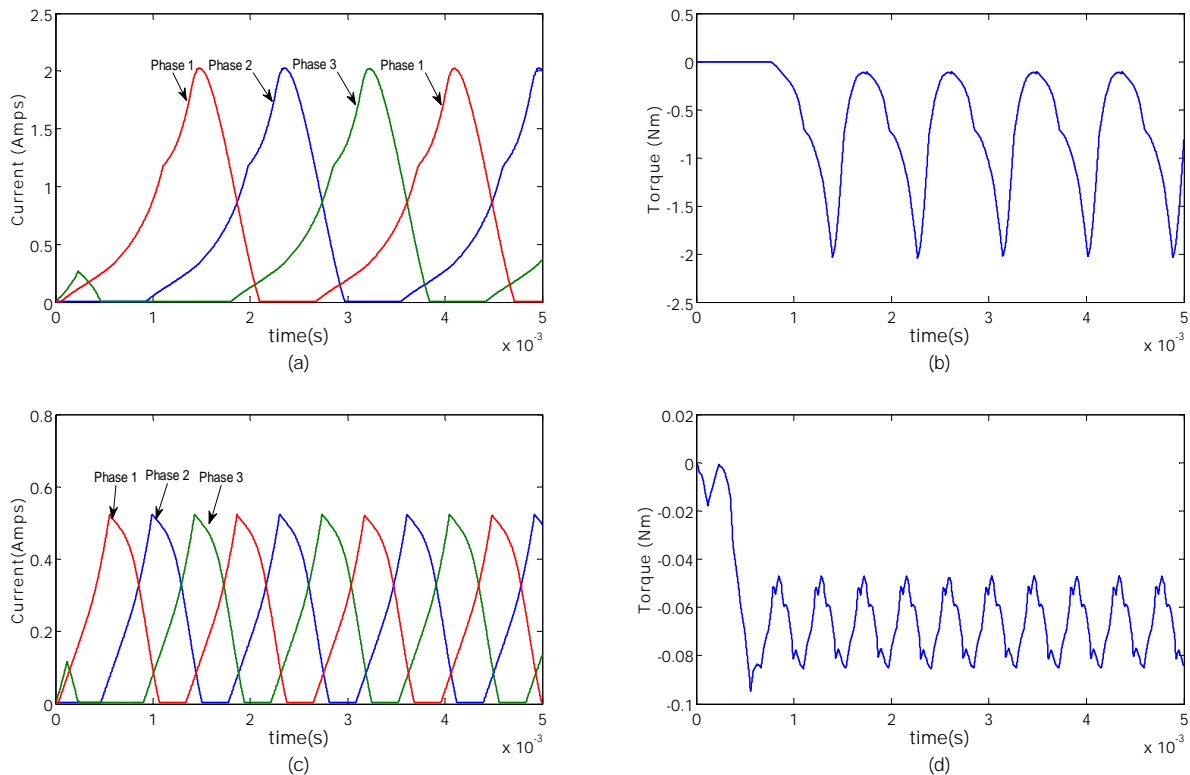 2.5
2
1.5
1
0.5
0
Current (Amps)
Phase 1
Phase 2
Phase 3
Phase 1
0 1 2 3 4 5
time(s)
x 10-3
(a)
0.5
0
-0.5
-1
-1.5
-2
-2.5
Torque (Nm)
0 1 2 3 4 5
time(s)
x 10-3
(b)
0.8
0.6
0.4
0.2
0
Current(Amps)
Phase 1
Phase 2
Phase 3
0 1 2 3 4 5
time(s)
x 10-3
(c)
0.02
0
-0.02
-0.04
-0.06
-0.08
-0.1
Torque (Nm)
0 1 2 3 4 5
time(s)
x 10-3
(d)